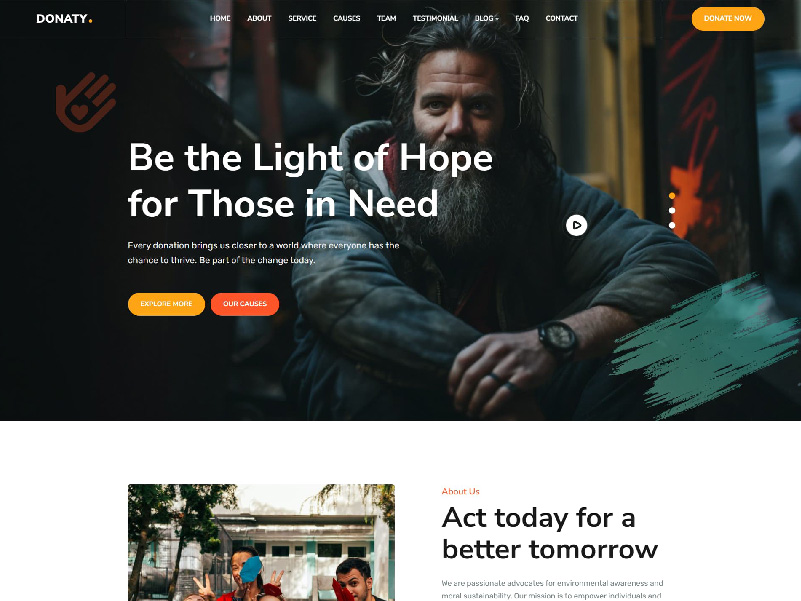 DONATY.
HOME ABOUT SERVICE CAUSES TEAM TESTIMONIAL BLOG FAQ CONTACT
DONATE NOW
Be the Light of Hope
for Those in Need
Every donation brings us closer to a world where everyone has the
chance to thrive. Be part of the change today.
EXPLORE MORE OUR CAUSES
About Us
Act today for a
better tomorrow
We are passionate advocates for environmental awareness and
moral sustainability. Our mission is to empower individuals and